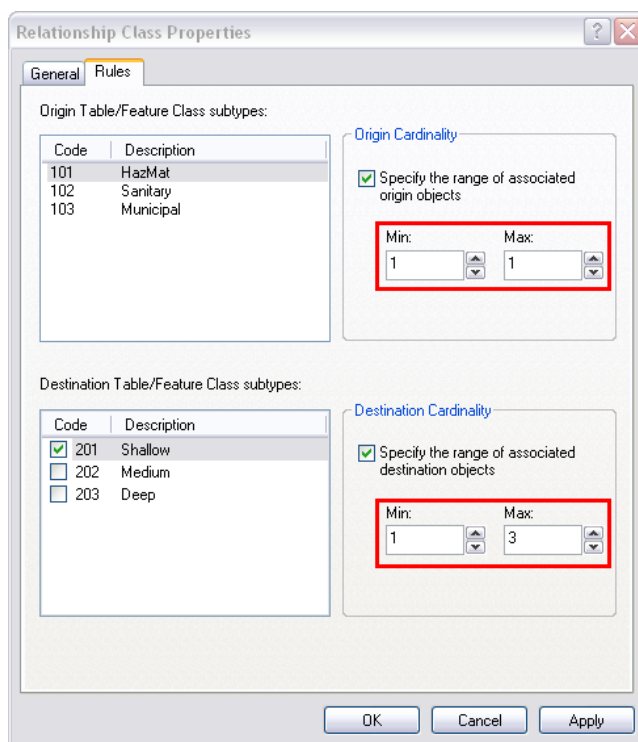 Relationship Class Properties
General Rules
Origin Table/Feature Class subtypes:
Code Description
101 HazMat
102 Sanitary
103 Municipal
Origin Cardinality
Specify the range of associated
origin objects
Min: Max:
1 1
Destination Table/Feature Class subtypes:
Code Description
201 Shallow
202 Medium
203 Deep
Destination Cardinality
Specify the range of associated
destination objects
Min: Max:
1 3
OK Cancel Apply